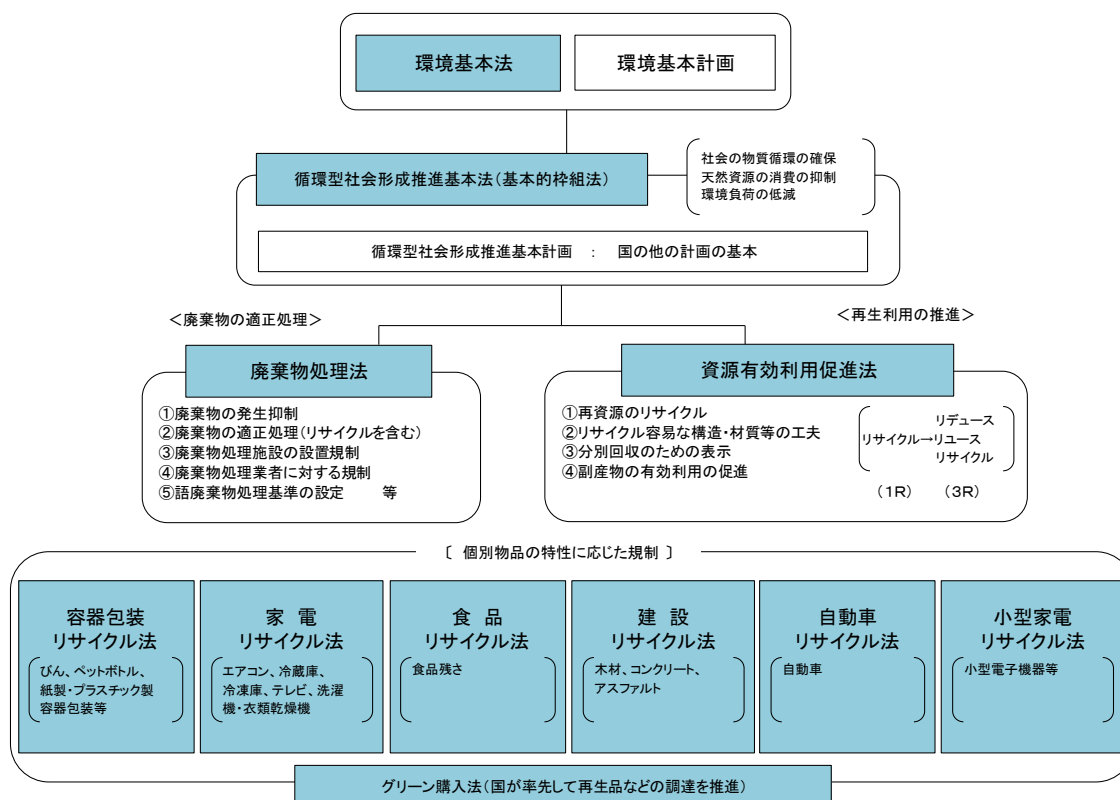 環境基本法
環境基本計画
循環型社会形成推進基本法（基本的枠組法）
社会の物質循環の確保
天然資源の消費の抑制
環境負荷の低減
循環型社会形成推進基本計画　：　国の他の計画の基本
＜廃棄物の適正処理＞
＜再生利用の推進＞
廃棄物処理法
①廃棄物の発生抑制
②廃棄物の適正処理（リサイクルを含む）
③廃棄物処理施設の設置規制
④廃棄物処理業者に対する規制
⑤語廃棄物処理基準の設定　　等
資源有効利用促進法
①再資源のリサイクル
②リサイクル容易な構造・材質等の工夫
③分別回収のための表示
④副産物の有効利用の促進
リデュース
リサイクル→リユース
リサイクル
（1R）　（3R）
〔 個別物品の特性に応じた規制 〕
容器包装
リサイクル法
びん、ペットボトル、
紙製・プラスチック製
容器包装等
家 電
リサイクル法
エアコン、冷蔵庫、
冷凍庫、テレビ、洗濯
機・衣類乾燥機
食 品
リサイクル法
食品残さ
建 設
リサイクル法
木材、コンクリート、
アスファルト
自動車
リサイクル法
自動車
小型家電
リサイクル法
小型電子機器等
グリーン購入法（国が率先して再生品などの調達を推進）